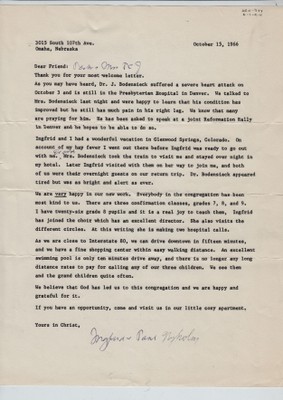 3015 South 107th Ave.
Omaha, Nebraska
October 13, 1966
Dear Friend:
Thank you for your most welcome letter.
As you may have heard, Dr. J. Bodensieck suffered a severe heart attack on
October 3 and is still in the Presbyterian Hospital in Denver. We talked to
Mrs. Bodensieck last night and were happy to learn that his condition has
improved but he still has much pain in his right leg. We know that many
are praying for him. We has been asked to speak at a joint Reformation Rally
in Denver and he hopes to be able to do so.
Ingfrid and I had a wonderful vacation in Glenwood Springs, Colorado. On
account of my hay fever I went out there before Ingfrid was ready to go out
with me. Mrs. Bodensieck took the train to visit me and stayed over night in
my hotel. Later Ingfrid visited with them on her way to join me, and both
of us were their overnight guests on our return trip. Dr. Bodensieck appeared
tired but was as bright and alert as ever.
We are very happy in our new work. Everybody in the congregation has been
most kind to us. There are three confirmation classes, grades 7, 8, and 9.
I have twenty-six grade 8 pupils and it is a real joy to teach them. Ingfrid
has joined the choir which has an excellent director. She also visits the
different circles. At this writing she is making two hospital calls.
As we are close to Interstate 80, we can drive downtown in fifteen minutes,
and we have a fine shopping center within easy walking distance. An excellent
swimming pool is only ten minutes drive away, and there is no longer any long
distance rates to pay for calling any of our three children. We see them
and the grand children quite often.
We believe that God has led us to this congregation and we are happy and
grateful for it.
If you have an opportunity, come and visit us in our little cozy apartment.
Yours in Christ,